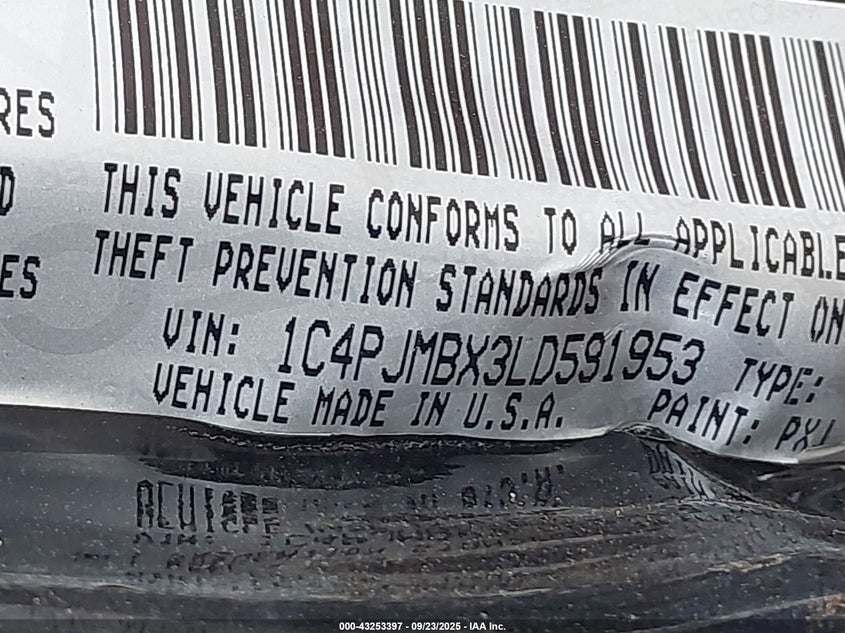 RES
THIS VEHICLE CONFORMS TO ALL APPLICABLE
THEFT PREVENTION STANDARDS IN EFFECT ON
ES
VIN: 1C4PJMBX3LD591953 TYPE:
VEHICLE MADE IN U.S.A. PAINT: PX
000-43253397 - 09/23/2025 - IAA Inc.